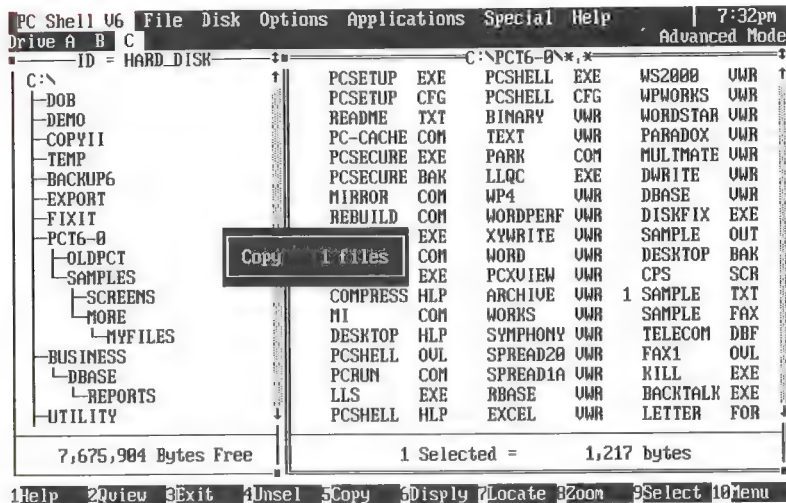 PC Shell V6 File Disk Options Applications Special Help 7:32pm
Drive A B C Advanced Mode
ID = HARD_DISK
C:\
DOB
DEMO
COPYII
TEMP
BACKUP6
EXPORT
FIXIT
PCT6-0
OLDPCT
SAMPLES
SCREENS
MORE
MYFILES
BUSINESS
DBASE
REPORTS
UTILITY
7,675,904 Bytes Free
C:\PCT6-0\*.*
PCSETUP EXE PCSHELL EXE WS2000 VWR
PCSETUP CFG PCSHELL CFG WPWORKS VWR
README TXT BINARY VWR WORDSTAR VWR
PC-CACHE COM TEXT VWR PARADOX VWR
PCSECURE EXE PARK COM MULTMATE VWR
PCSECURE BAK LLQC EXE DWRITE VWR
MIRROR COM WP4 VWR DBASE VWR
REBUILD COM WORDPERF VWR DISKFIX EXE
EXE XYWRITE VWR SAMPLE OUT
COM WORD VWR DESKTOP BAK
EXE PCXVIEW VWR CPS SCR
COMPRESS HLP ARCHIVE VWR 1 SAMPLE TXT
MI COM WORKS VWR SAMPLE FAX
DESKTOP HLP SYMPHONY VWR TELECOM DBF
PCSHELL OVL SPREAD20 VWR FAX1 OVL
PCRUN COM SPREAD1A VWR KILL EXE
LLS EXE RBASE VWR BACKTALK EXE
PCSHELL HLP EXCEL VWR LETTER FOR
Copy 1 files
1 Selected = 1,217 bytes
1Help 2Qview 3Exit 4Unsel 5Copy 6Disply 7Locate 8Zoom 9Select 10Menu